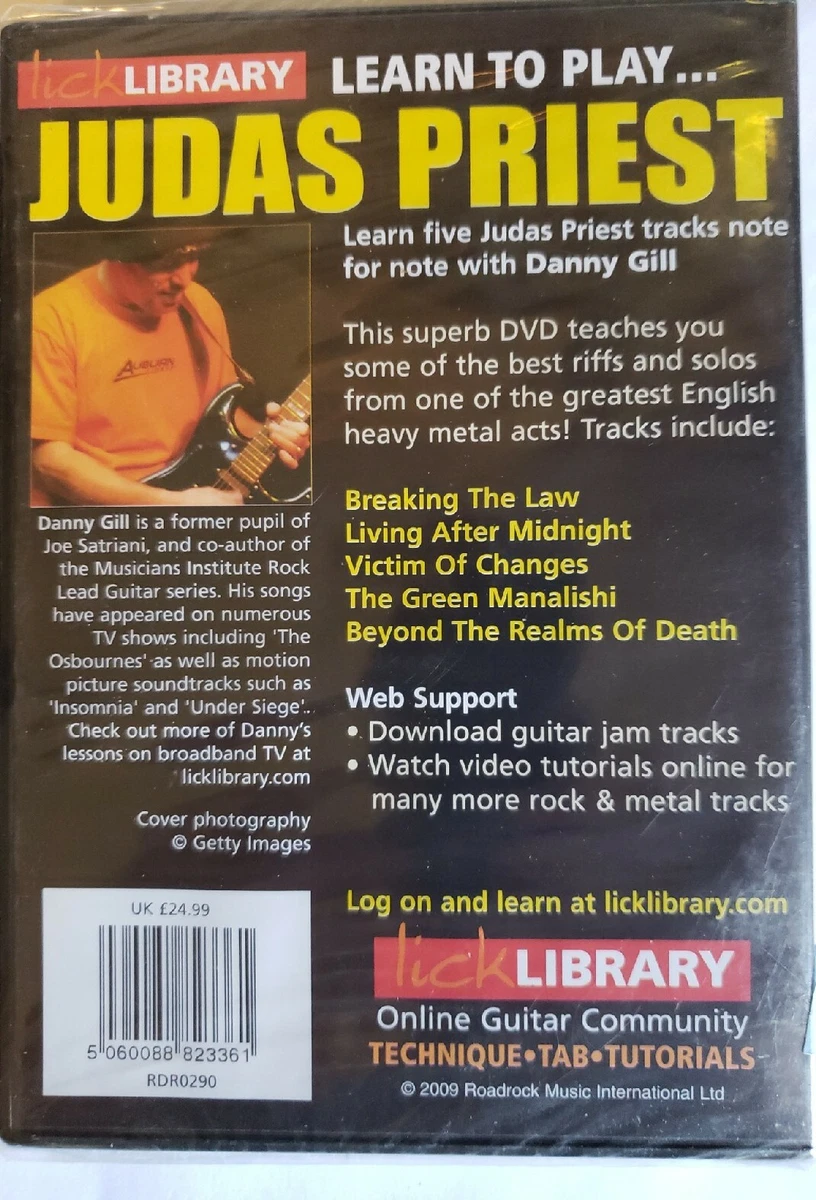 lickLIBRARY LEARN TO PLAY...
JUDAS PRIEST
Learn five Judas Priest tracks note
for note with Danny Gill
This superb DVD teaches you
some of the best riffs and solos
from one of the greatest English
heavy metal acts! Tracks include:
Breaking The Law
Living After Midnight
Victim Of Changes
The Green Manalishi
Beyond The Realms Of Death
Web Support
• Download guitar jam tracks
• Watch video tutorials online for
many more rock & metal tracks
Log on and learn at licklibrary.com
lickLIBRARY
Online Guitar Community
TECHNIQUE•TAB•TUTORIALS
© 2009 Roadrock Music International Ltd
AUBURN
Danny Gill is a former pupil of
Joe Satriani, and co-author of
the Musicians Institute Rock
Lead Guitar series. His songs
have appeared on numerous
TV shows including 'The
Osbournes' as well as motion
picture soundtracks such as
'Insomnia' and 'Under Siege'..
Check out more of Danny's
lessons on broadband TV at
licklibrary.com
Cover photography
© Getty Images
UK £24.99
5 060088 823361
RDR0290